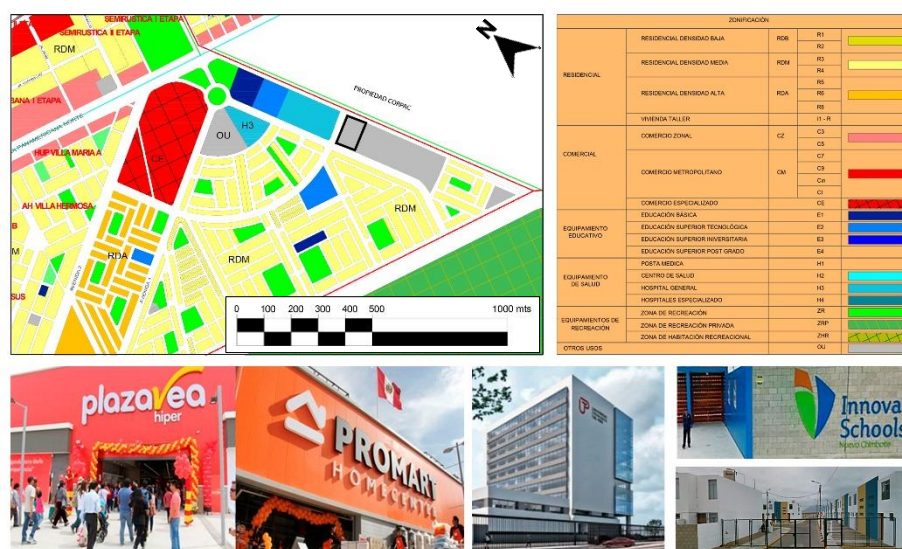 SEMIRUSTICA I ETAPA
SEMIRUSTICA II ETAPA
RDM
I ETAPA
PROPIEDAD CORPAC
HUP VILLA MARIA A
CE
OU
H3
AH VILLA HERMOSA
RDA
RDM
RDM
SUS
0 100 200 300 400 500 1000 mts
N
ZONIFICACIÓN
RESIDENCIAL
RESIDENCIAL DENSIDAD BAJA RDB R1
R2
RESIDENCIAL DENSIDAD MEDIA RDM R3
R4
RESIDENCIAL DENSIDAD ALTA RDA R5
R6
R8
VIVIENDA TALLER I1 - R
COMERCIAL
COMERCIO ZONAL CZ C3
C5
COMERCIO METROPOLITANO CM C7
C9
Cin
CI
COMERCIO ESPECIALIZADO CE
EQUIPAMIENTO EDUCATIVO
EDUCACIÓN BÁSICA E1
EDUCACIÓN SUPERIOR TECNOLÓGICA E2
EDUCACIÓN SUPERIOR INIVERSITARIA E3
EDUCACIÓN SUPERIOR POST GRADO E4
EQUIPAMIENTO DE SALUD
POSTA MEDICA H1
CENTRO DE SALUD H2
HOSPITAL GENERAL H3
HOSPITALES ESPECIALIZADO H4
EQUIPAMIENTOS DE RECREACIÓN
ZONA DE RECREACIÓN ZR
ZONA DE RECREACIÓN PRIVADA ZRP
ZONA DE HABITACIÓN RECREACIONAL ZHR
OTROS USOS OU
plazavea
hiper
PROMART
HOMECENTER
Innova
Schools
Nuevo Chimbote